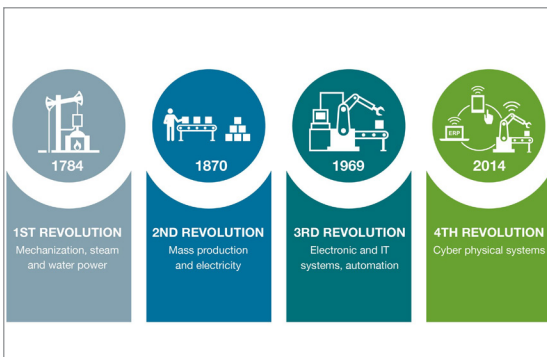 1784
1ST REVOLUTION
Mechanization, steam
and water power
1870
2ND REVOLUTION
Mass production
and electricity
1969
3RD REVOLUTION
Electronic and IT
systems, automation
ERP
2014
4TH REVOLUTION
Cyber physical systems